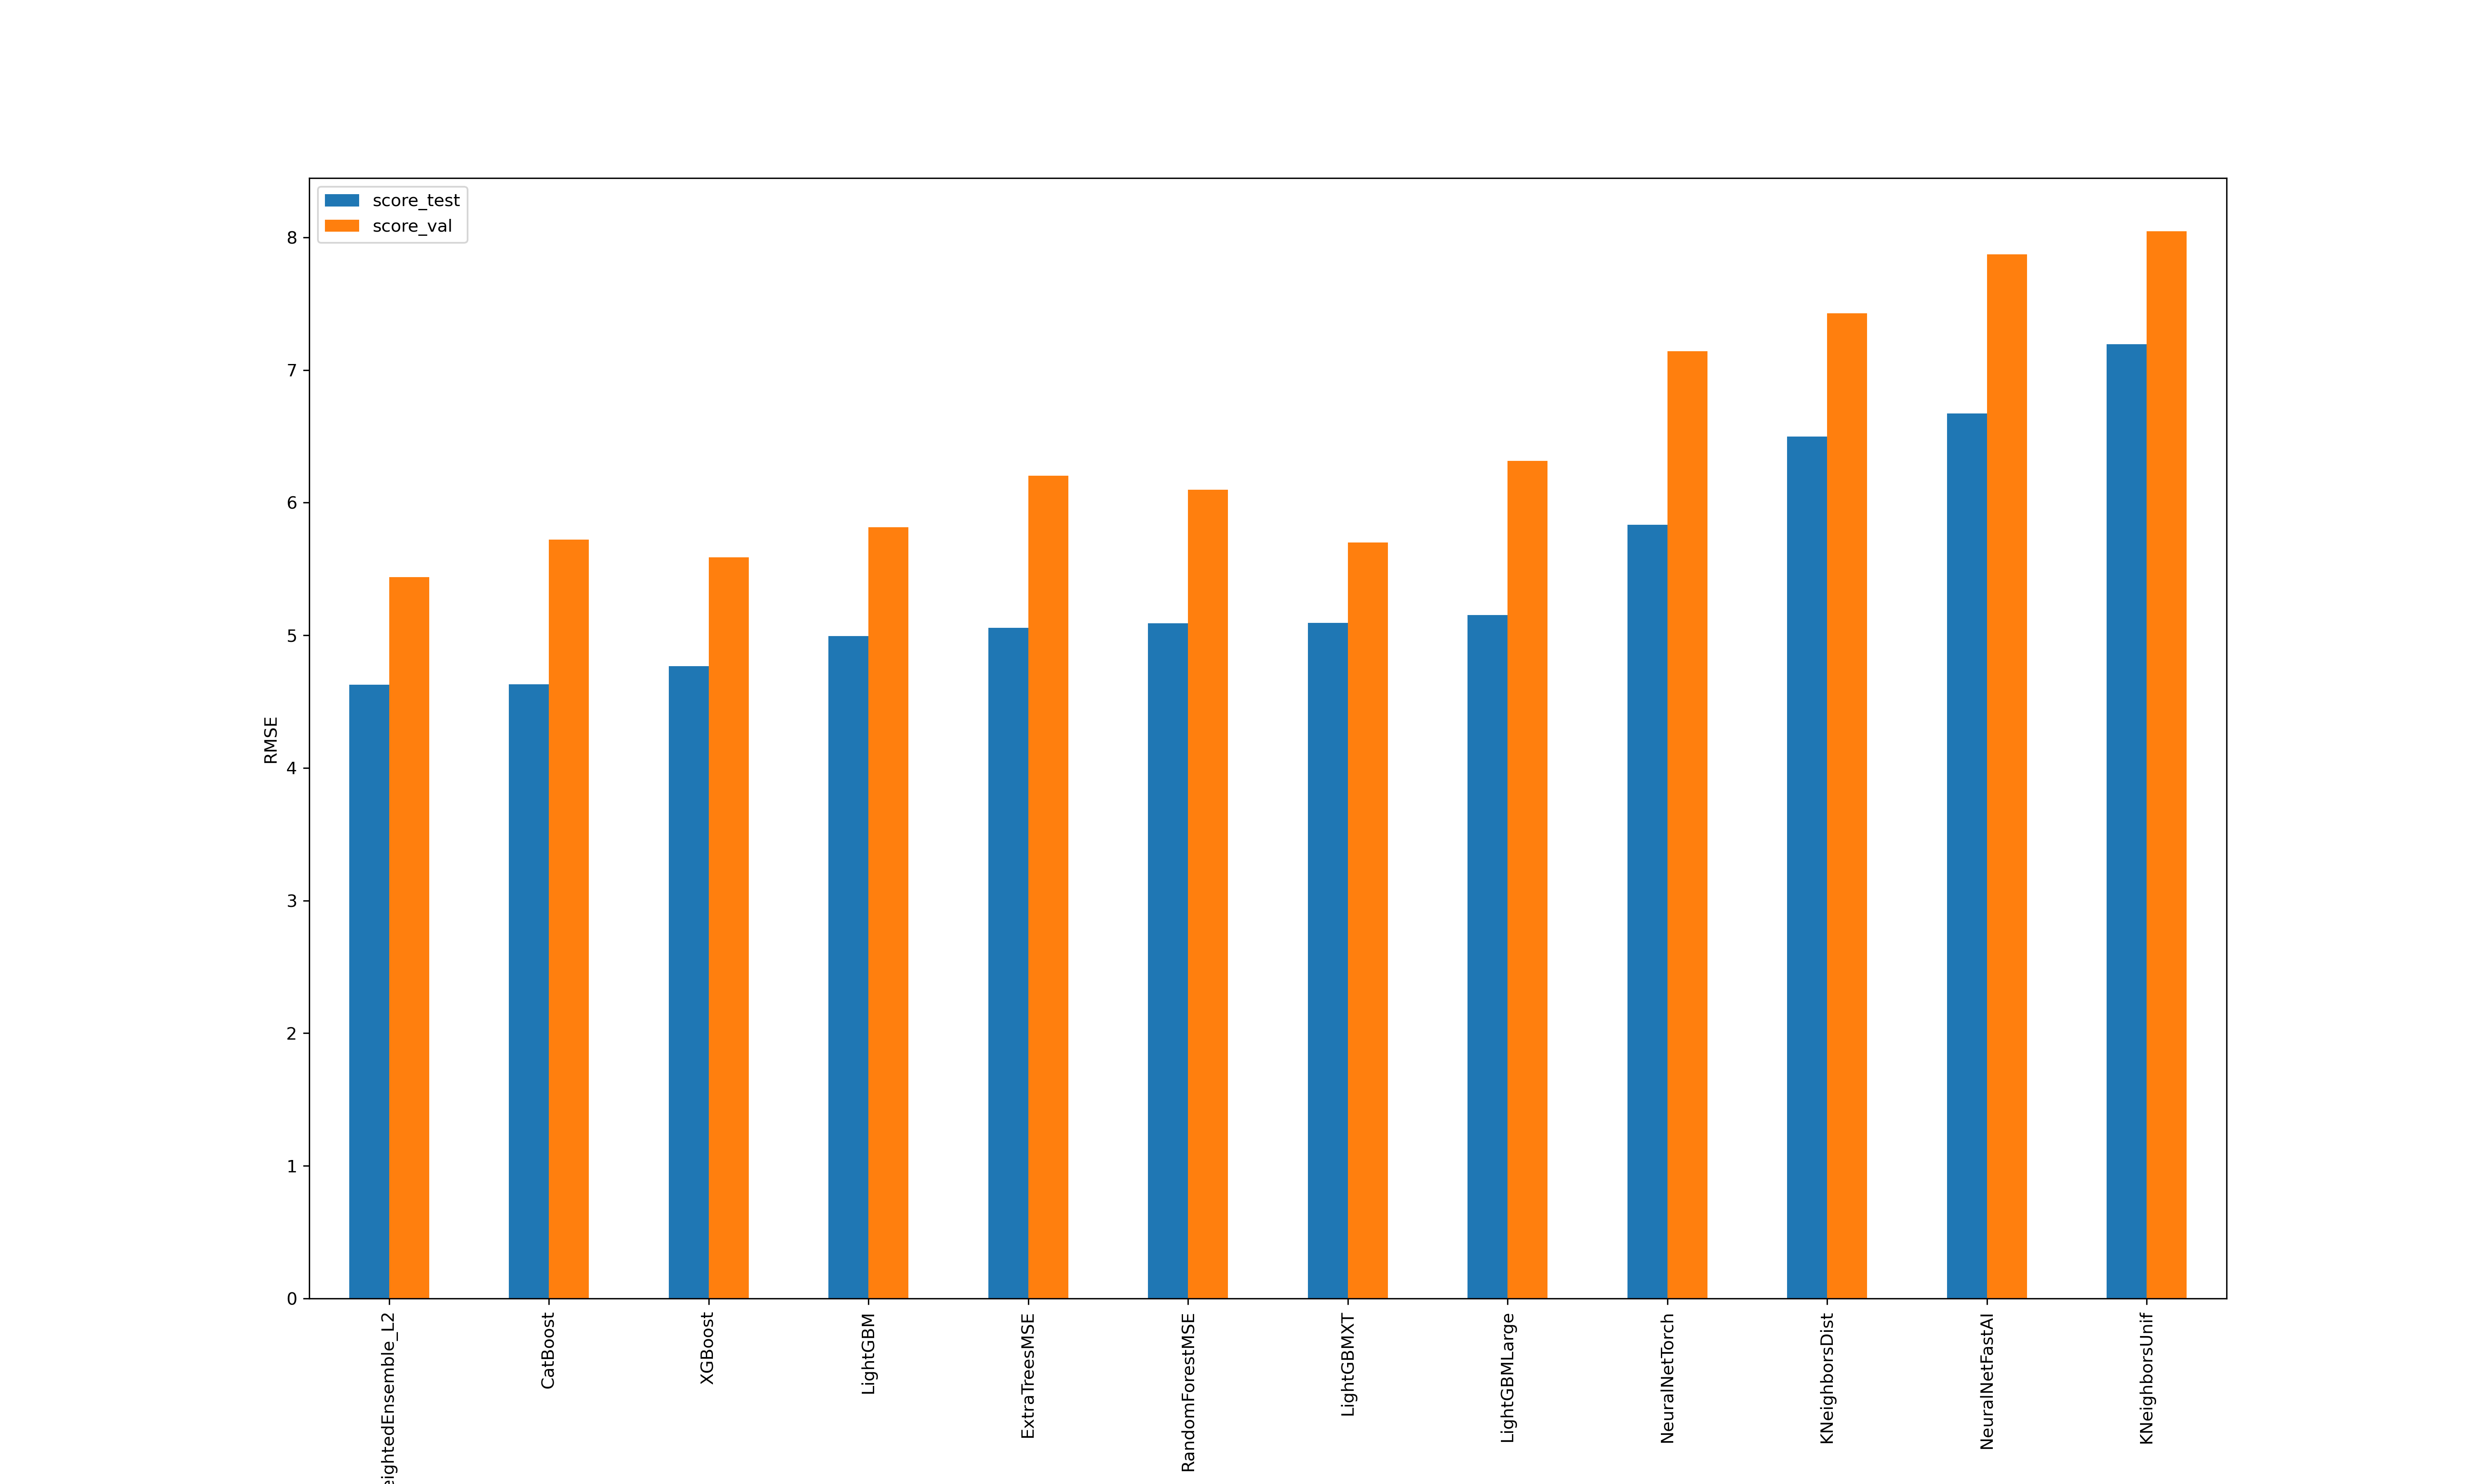 score_test
score_val
8
7
6
5
4
3
2
1
0
RMSE
eightedEnsemble_L2
CatBoost
XGBoost
LightGBM
ExtraTreesMSE
RandomForestMSE
LightGBMXT
LightGBMLarge
NeuralNetTorch
KNeighborsDist
NeuralNetFastAI
KNeighborsUnif